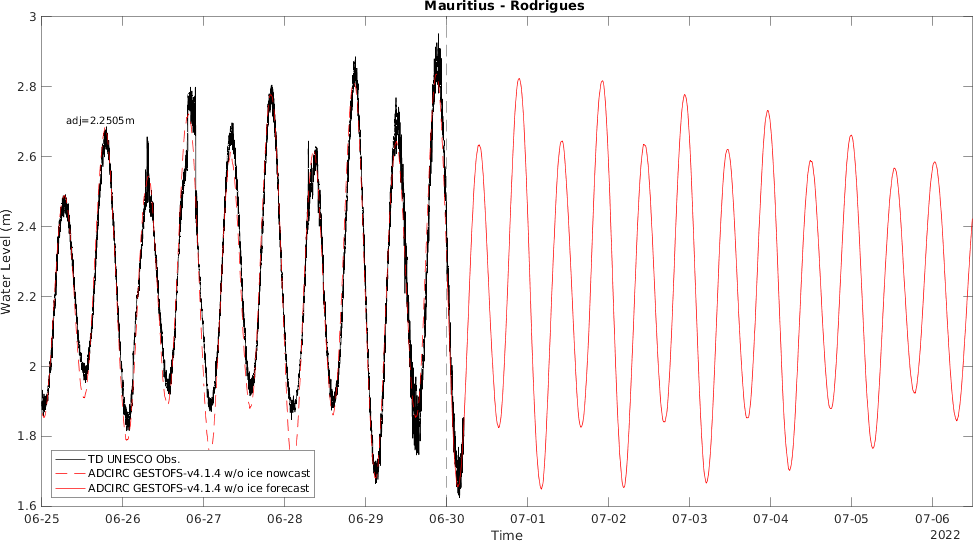 Mauritius - Rodrigues
3
2.8
2.6
2.4
2.2
2
1.8
1.6
Water Level (m)
adj=2.2505m
TD UNESCO Obs.
ADCIRC GESTOFS-v4.1.4 w/o ice nowcast
ADCIRC GESTOFS-v4.1.4 w/o ice forecast
06-25 06-26 06-27 06-28 06-29 06-30 07-01 07-02 07-03 07-04 07-05 07-06
Time
2022